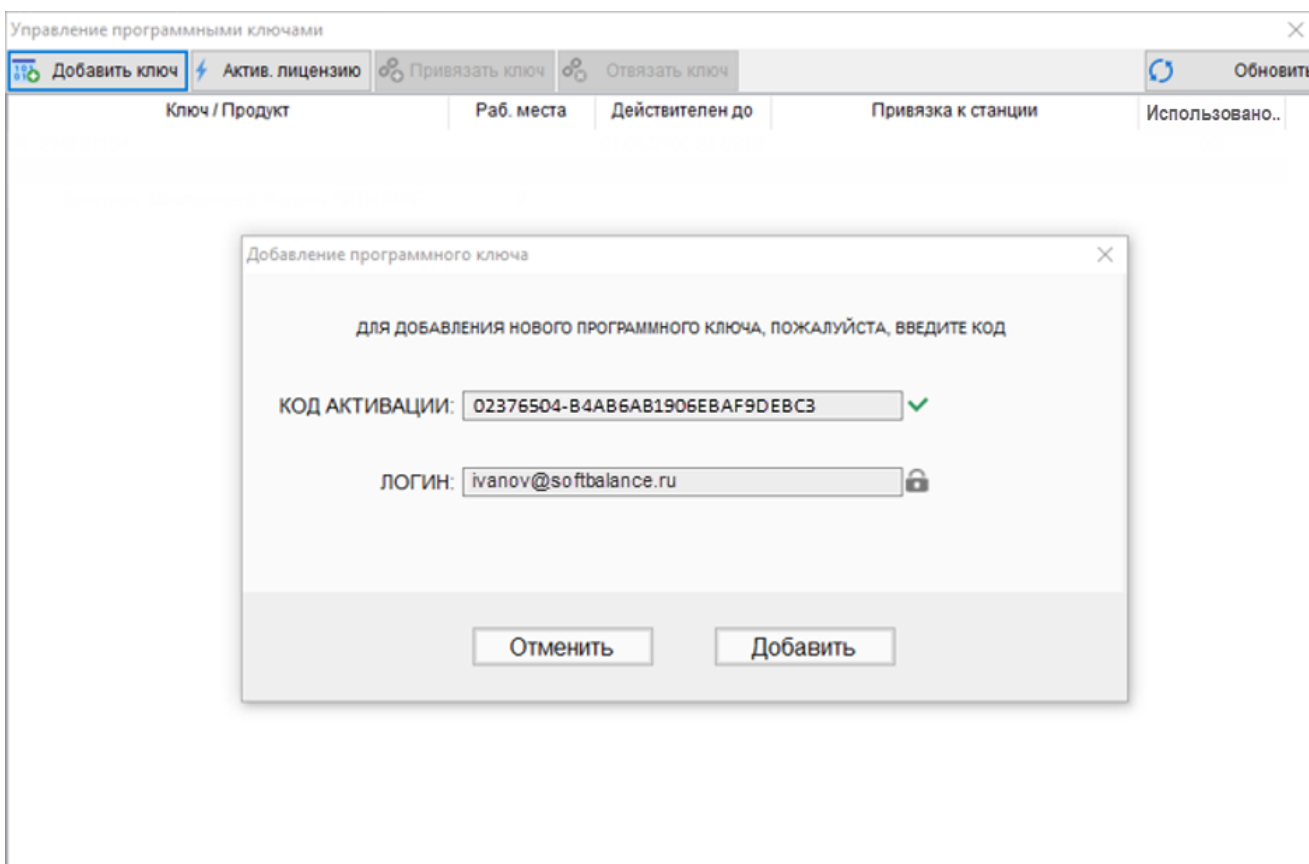 Управление программными ключами
Добавить ключ Актив. лицензию Привязать ключ Отвязать ключ Обновить
Ключ / Продукт Раб. места Действителен до Привязка к станции Использовано..
Добавление программного ключа
ДЛЯ ДОБАВЛЕНИЯ НОВОГО ПРОГРАММНОГО КЛЮЧА, ПОЖАЛУЙСТА, ВВЕДИТЕ КОД
КОД АКТИВАЦИИ: 02376504-B4AB6AB1906EBAF9DEBC3
ЛОГИН: ivanov@softbalance.ru
Отменить Добавить